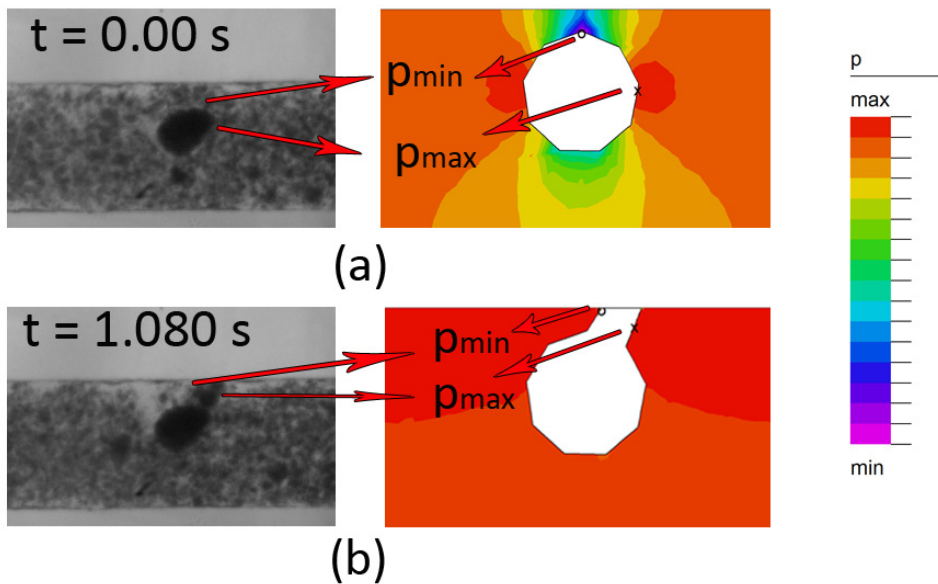 t = 0.00 s
pmin
pmax
(a)
t = 1.080 s
pmin
pmax
(b)
p
max
min